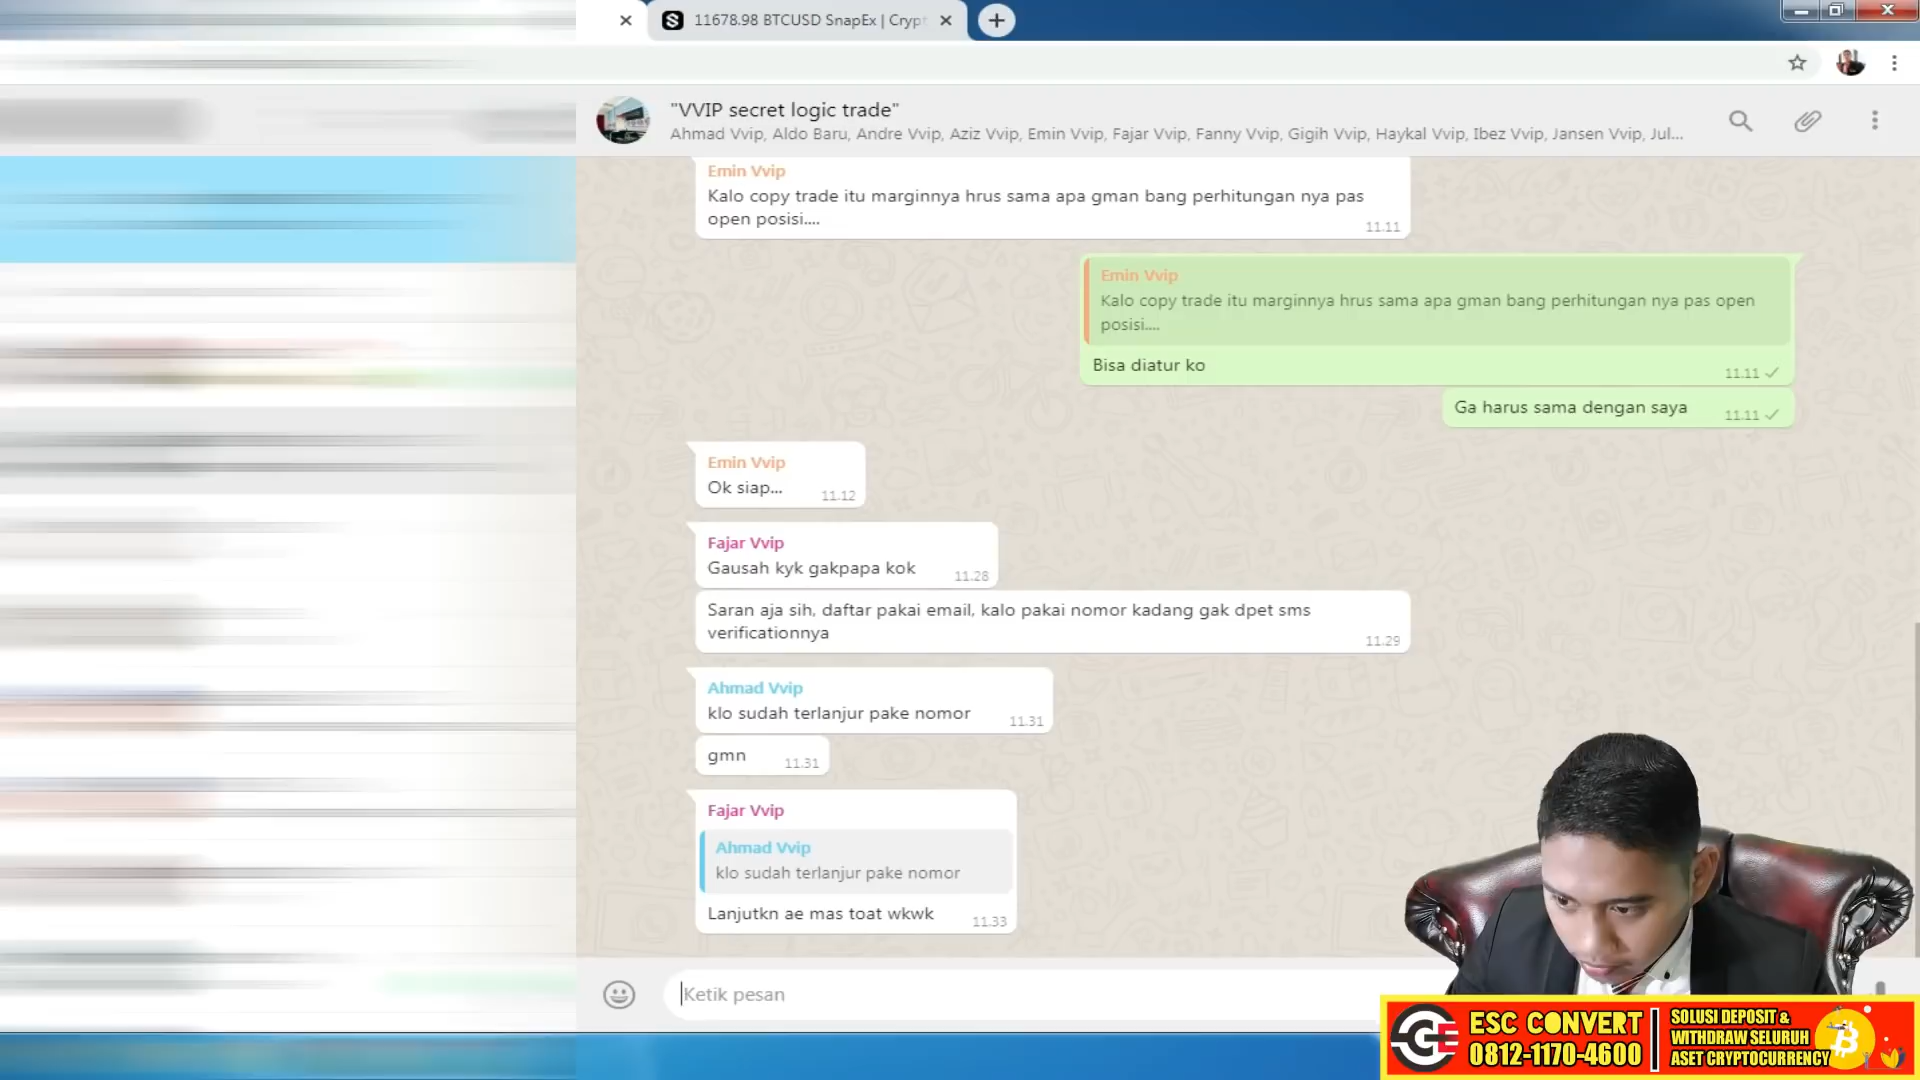 11678.98 BTCUSD SnapEx | Cryp
"VVIP secret logic trade"
Ahmad Vvip, Aldo Baru, Andre Vvip, Aziz Vvip, Emin Vvip, Fajar Vvip, Fanny Vvip, Gigih Vvip, Haykal Vvip, Ibez Vvip, Jansen Vvip, Jul...
Emin Vvip
Kalo copy trade itu marginnya hrus sama apa gman bang perhitungan nya pas
open posisi....
11.11
Emin Vvip
Kalo copy trade itu marginnya hrus sama apa gman bang perhitungan nya pas open
posisi....
Bisa diatur ko
11.11
Ga harus sama dengan saya
11.11
Emin Vvip
Ok siap...
11.12
Fajar Vvip
Gausah kyk gakpapa kok
11.28
Saran aja sih, daftar pakai email, kalo pakai nomor kadang gak dpet sms
verificationnya
11.29
Ahmad Vvip
klo sudah terlanjur pake nomor
11.31
gmn
11.31
Fajar Vvip
Ahmad Vvip
klo sudah terlanjur pake nomor
Lanjutkn ae mas toat wkwk
11.33
Ketik pesan
ESC CONVERT
0812-1170-4600
SOLUSI DEPOSIT &
WITHDRAW SELURUH
ASET CRYPTOCURRENCY